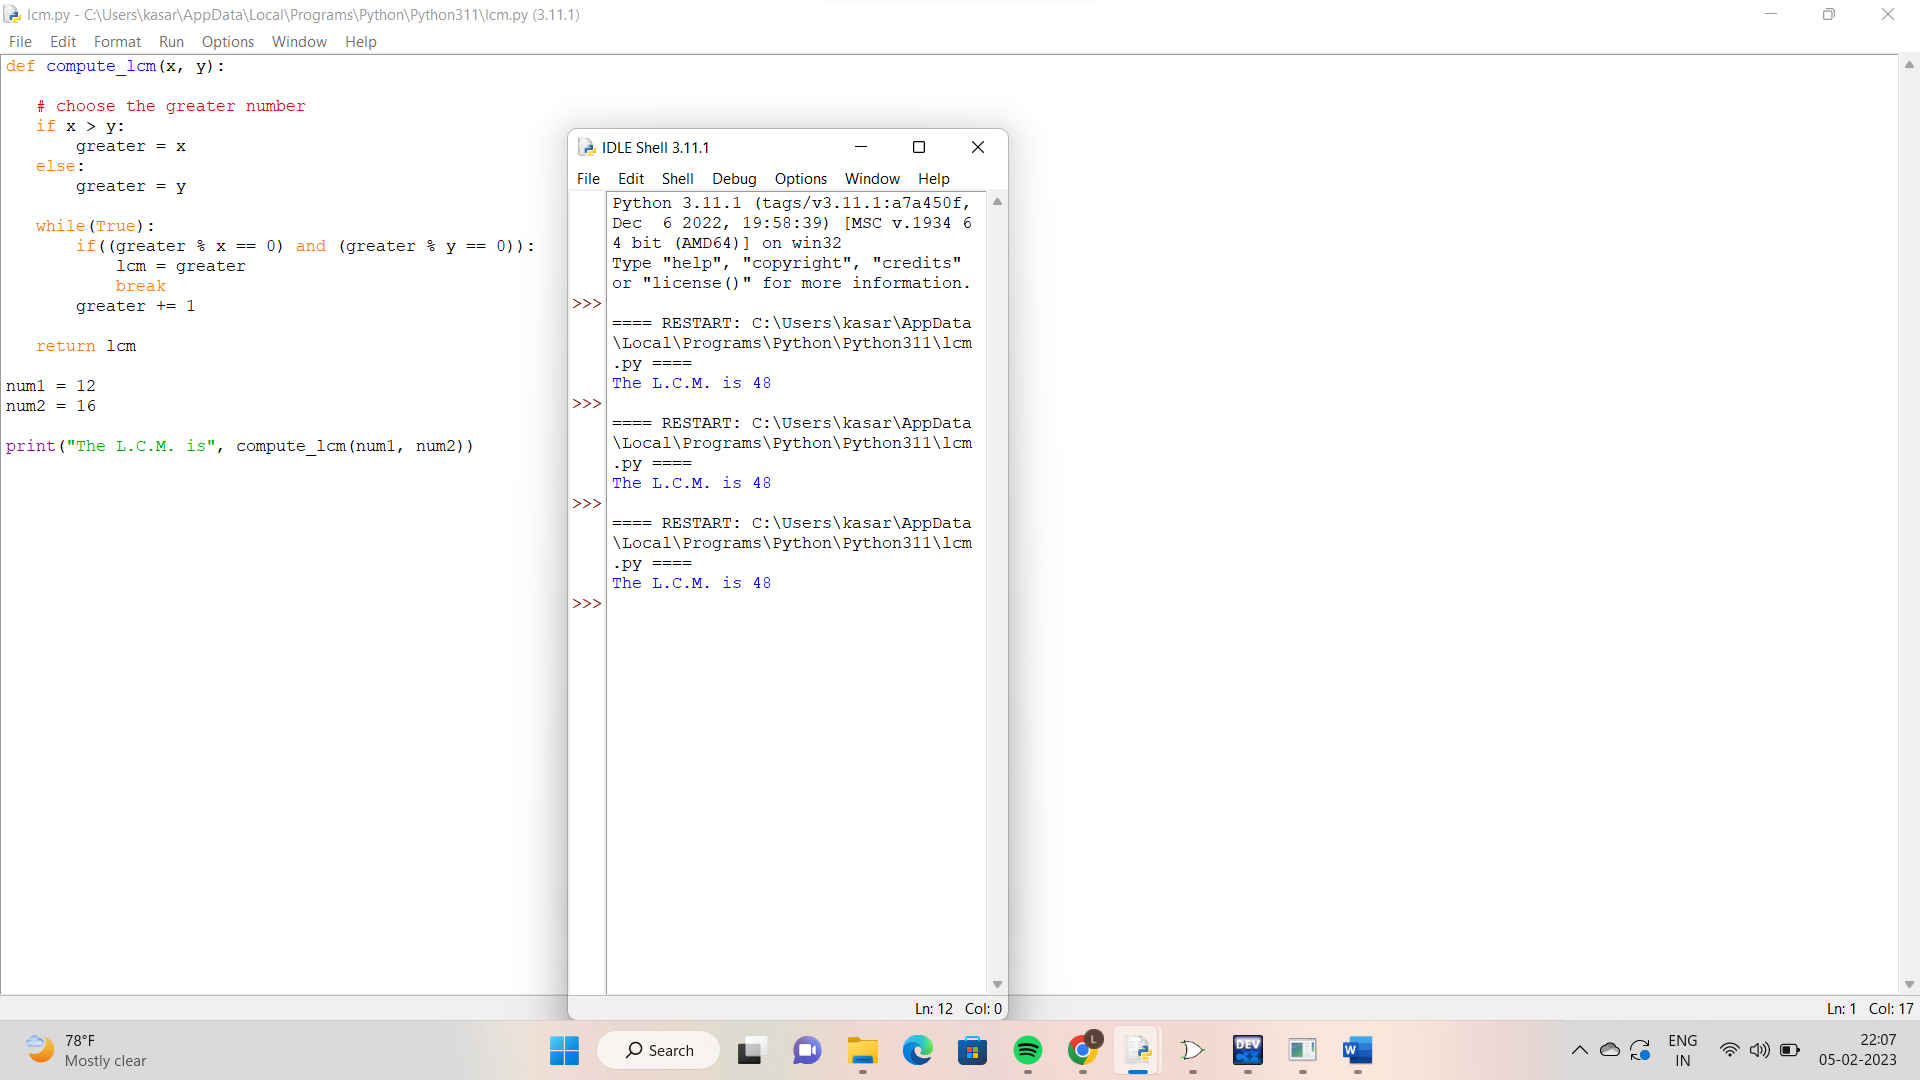 lcm.py - C:\Users\kasar\AppData\Local\Programs\Python\Python311\lcm.py (3.11.1)
File Edit Format Run Options Window Help
def compute_lcm(x, y):
# choose the greater number
if x > y:
greater = x
else:
greater = y
while(True):
if((greater % x == 0) and (greater % y == 0)):
lcm = greater
break
greater += 1
return lcm
num1 = 12
num2 = 16
print("The L.C.M. is", compute_lcm(num1, num2))
IDLE Shell 3.11.1
File Edit Shell Debug Options Window Help
Python 3.11.1 (tags/v3.11.1:a7a450f,
Dec  6 2022, 19:58:39) [MSC v.1934 6
4 bit (AMD64)] on win32
Type "help", "copyright", "credits"
or "license()" for more information.
>>>
==== RESTART: C:\Users\kasar\AppData
\Local\Programs\Python\Python311\lcm
.py ====
The L.C.M. is 48
>>>
==== RESTART: C:\Users\kasar\AppData
\Local\Programs\Python\Python311\lcm
.py ====
The L.C.M. is 48
>>>
==== RESTART: C:\Users\kasar\AppData
\Local\Programs\Python\Python311\lcm
.py ====
The L.C.M. is 48
>>>
Ln: 12 Col: 0
Ln: 1 Col: 17
78°F
Mostly clear
Search
L
DEV
C++
W
ENG
IN
22:07
05-02-2023